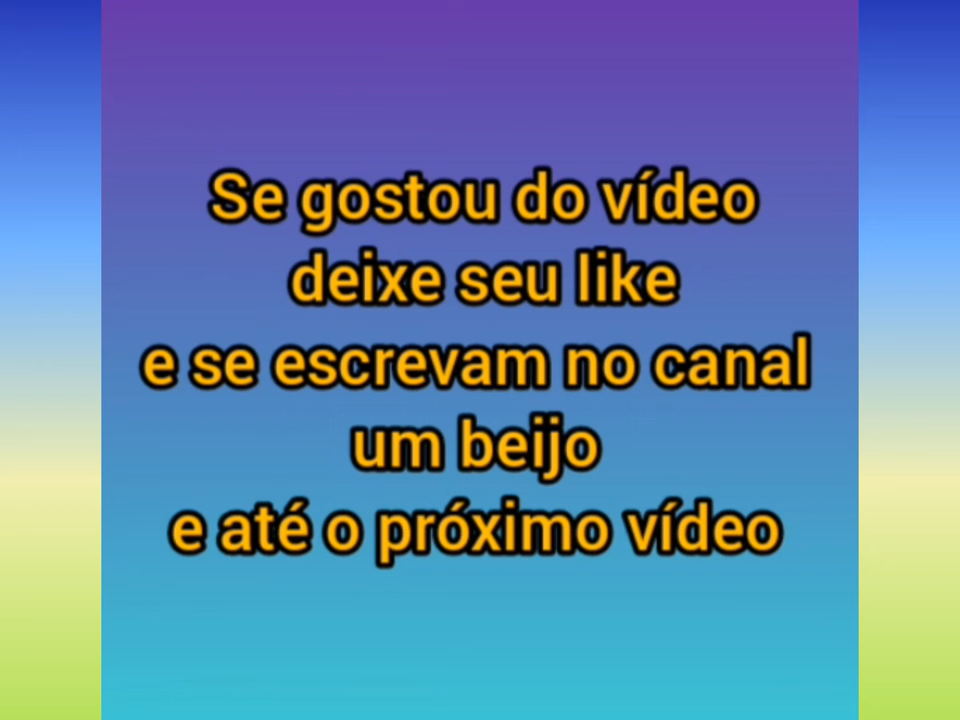 Se gostou do vídeo
deixe seu like
e se escrevam no canal
um beijo
e até o próximo vídeo